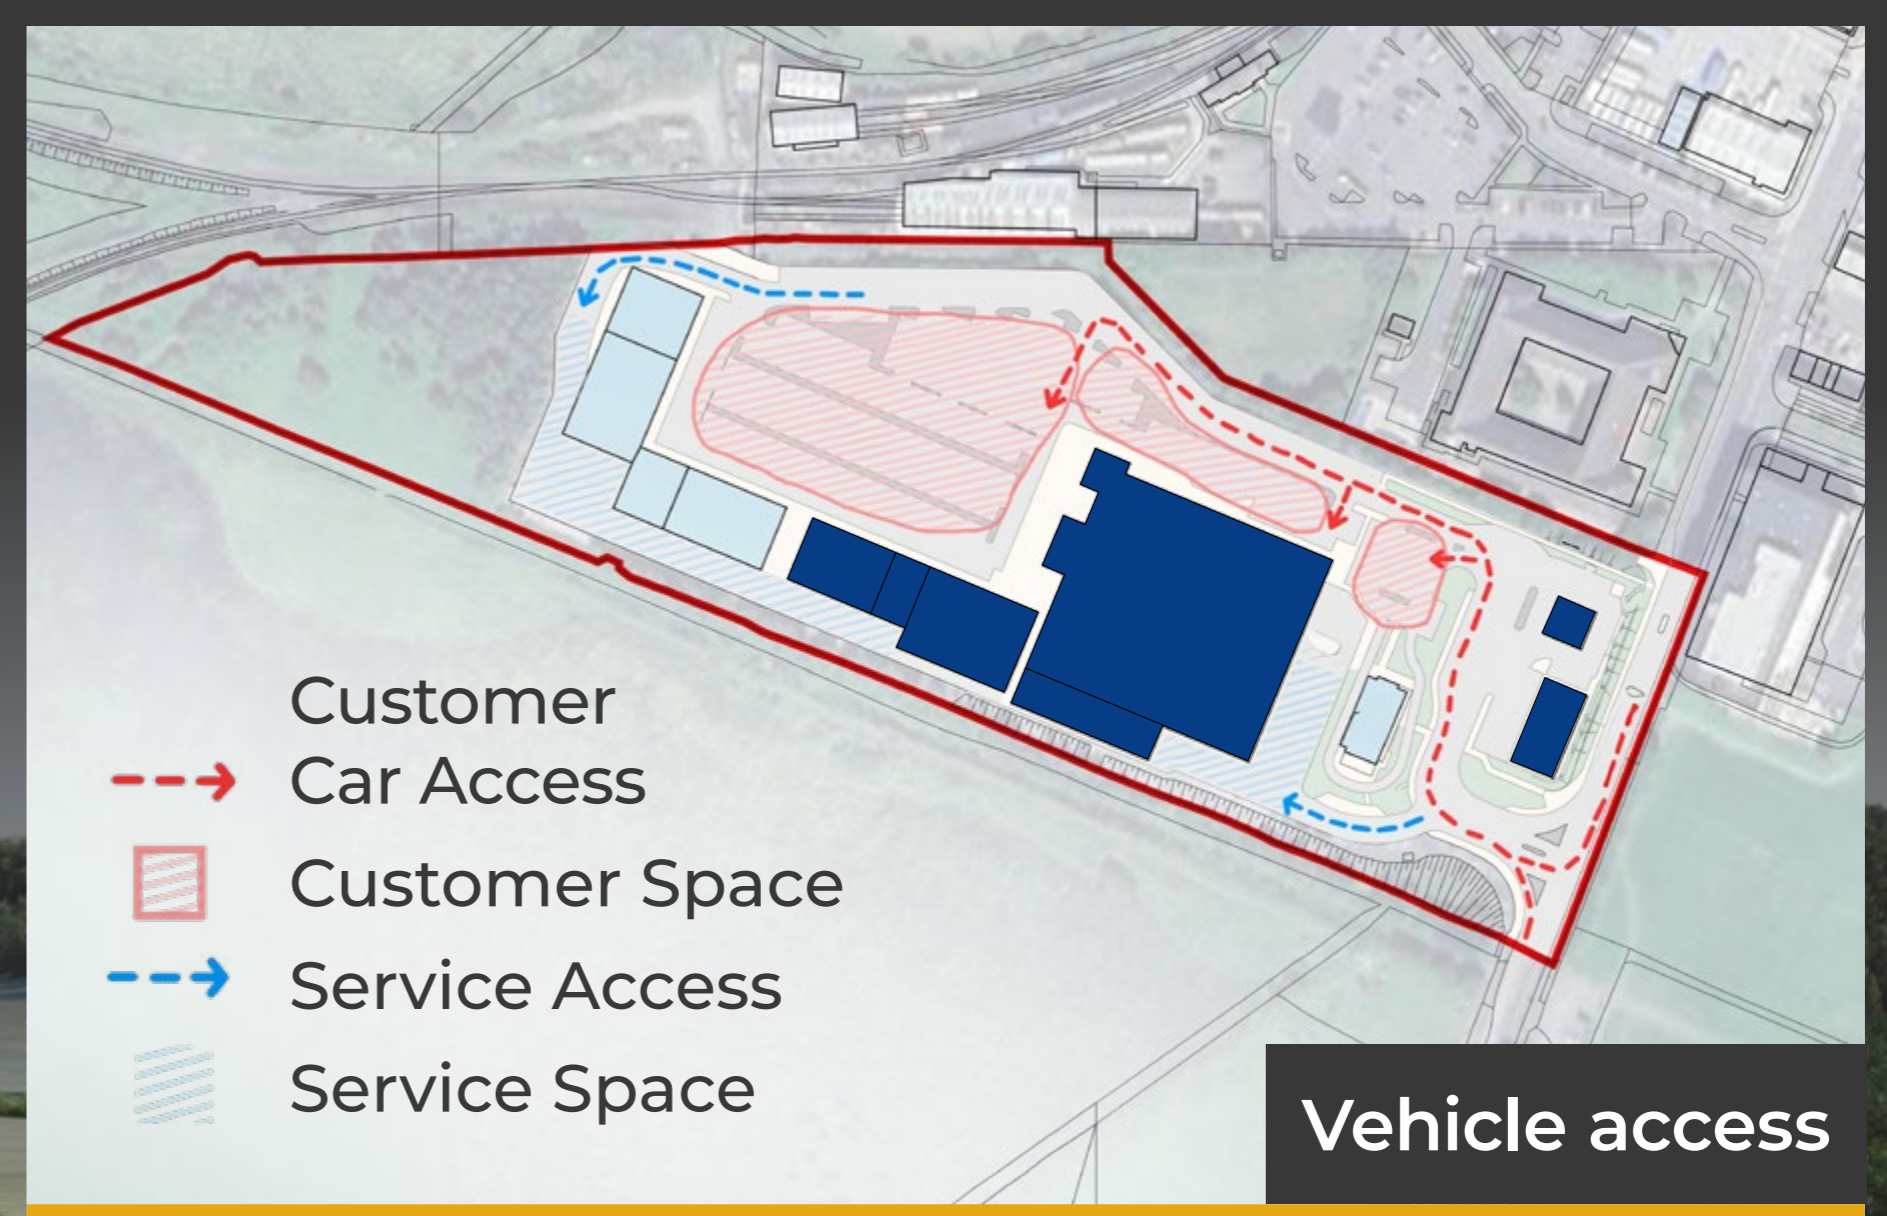 Customer
Car Access
Customer Space
Service Access
Service Space
Vehicle access